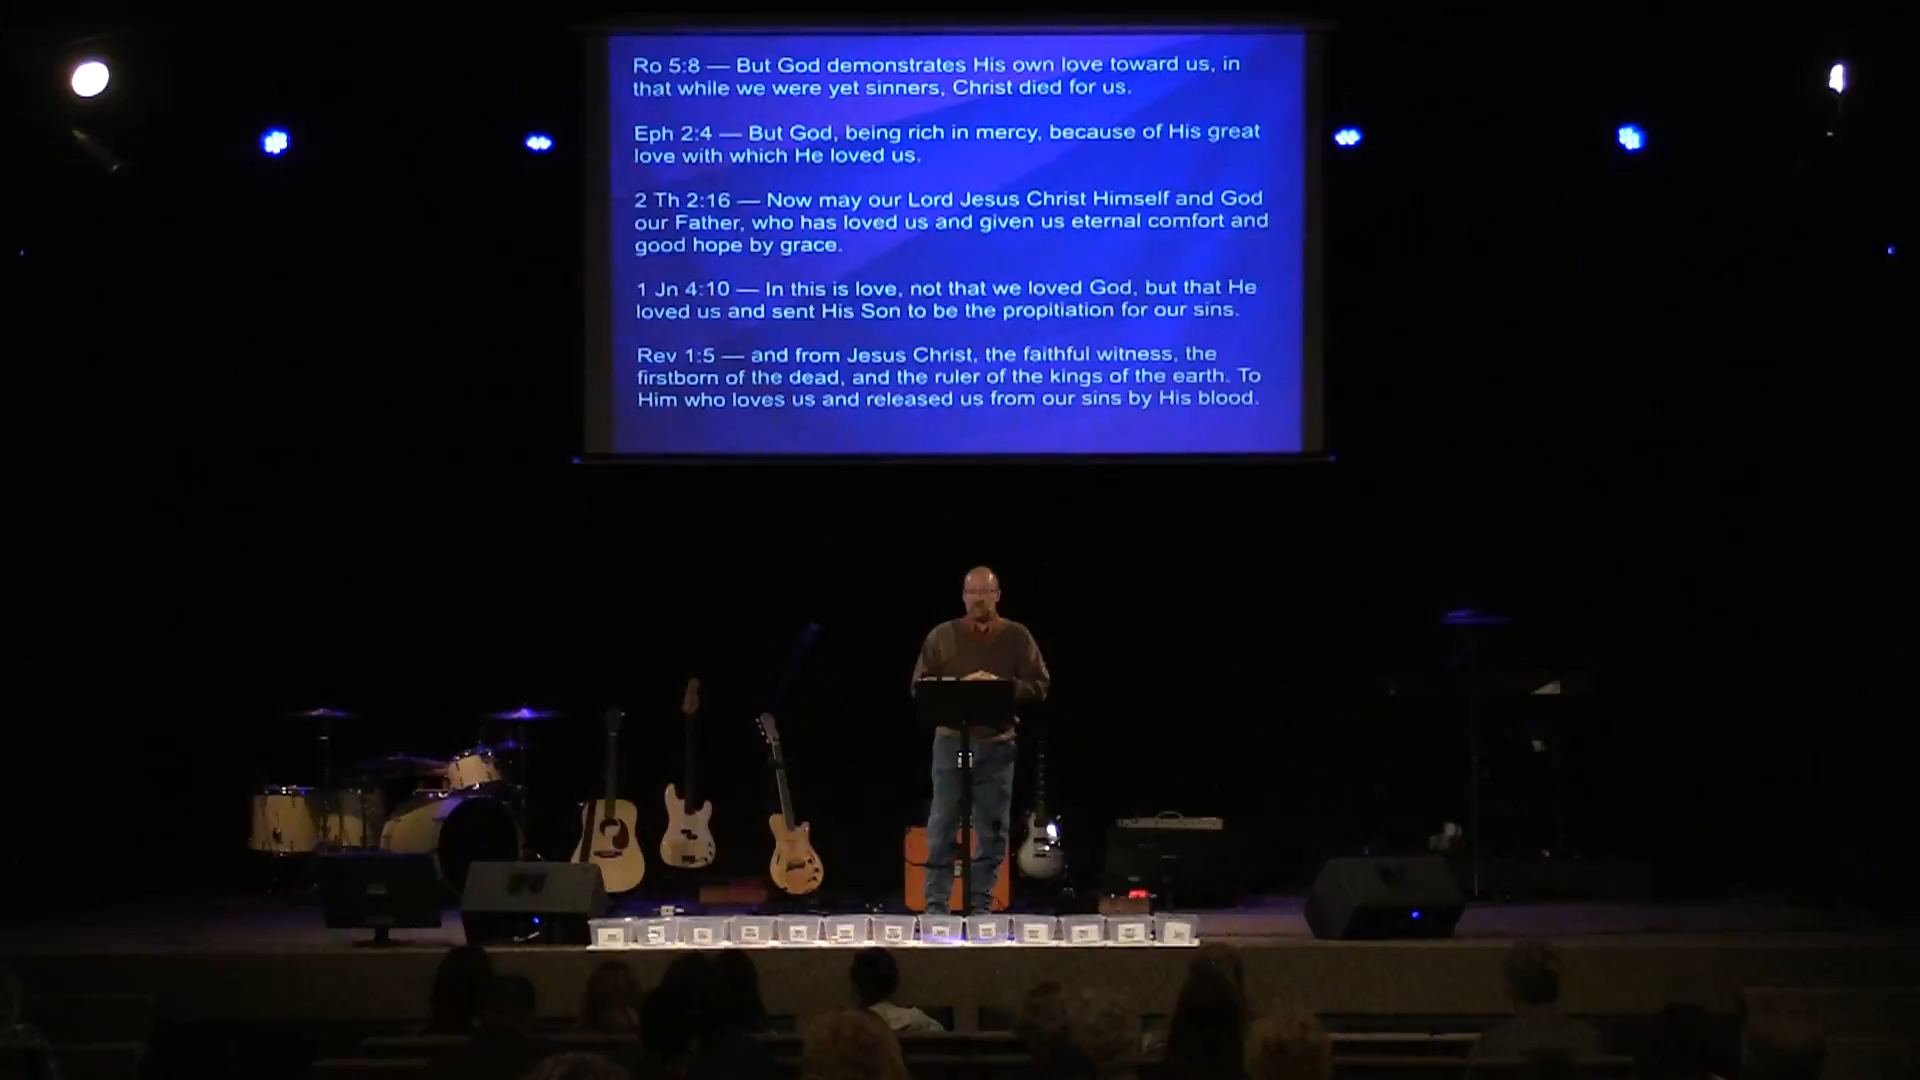 Ro 5:8 — But God demonstrates His own love toward us, in
that while we were yet sinners, Christ died for us.
Eph 2:4 — But God, being rich in mercy, because of His great
love with which He loved us.
2 Th 2:16 — Now may our Lord Jesus Christ Himself and God
our Father, who has loved us and given us eternal comfort and
good hope by grace.
1 Jn 4:10 — In this is love, not that we loved God, but that He
loved us and sent His Son to be the propitiation for our sins.
Rev 1:5 — and from Jesus Christ, the faithful witness, the
firstborn of the dead, and the ruler of the kings of the earth. To
Him who loves us and released us from our sins by His blood.